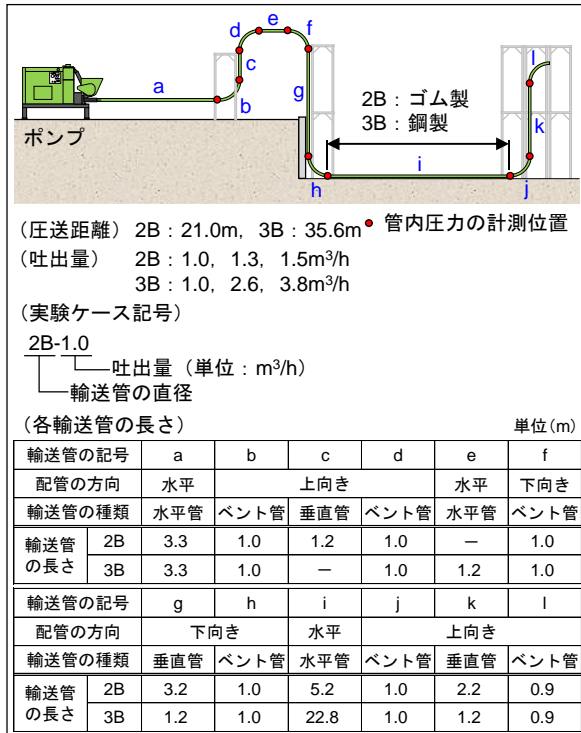 a
b
c
d
e
f
g
h
i
j
k
l
2B：ゴム製
3B：鋼製
ポンプ
（圧送距離）2B：21.0m，3B：35.6m
● 管内圧力の計測位置
（吐出量）　2B：1.0，1.3，1.5m³/h
3B：1.0，2.6，3.8m³/h
（実験ケース記号）
2B-1.0
吐出量（単位：m³/h）
輸送管の直径
（各輸送管の長さ）　単位(m)
輸送管の記号 a b c d e f
配管の方向 水平 上向き 水平 下向き
輸送管の種類 水平管 ベント管 垂直管 ベント管 水平管 ベント管
輸送管の長さ 2B 3.3 1.0 1.2 1.0 － 1.0
3B 3.3 1.0 － 1.0 1.2 1.0
輸送管の記号 g h i j k l
配管の方向 下向き 水平 上向き
輸送管の種類 垂直管 ベント管 水平管 ベント管 垂直管 ベント管
輸送管の長さ 2B 3.2 1.0 5.2 1.0 2.2 0.9
3B 1.2 1.0 22.8 1.0 1.2 0.9